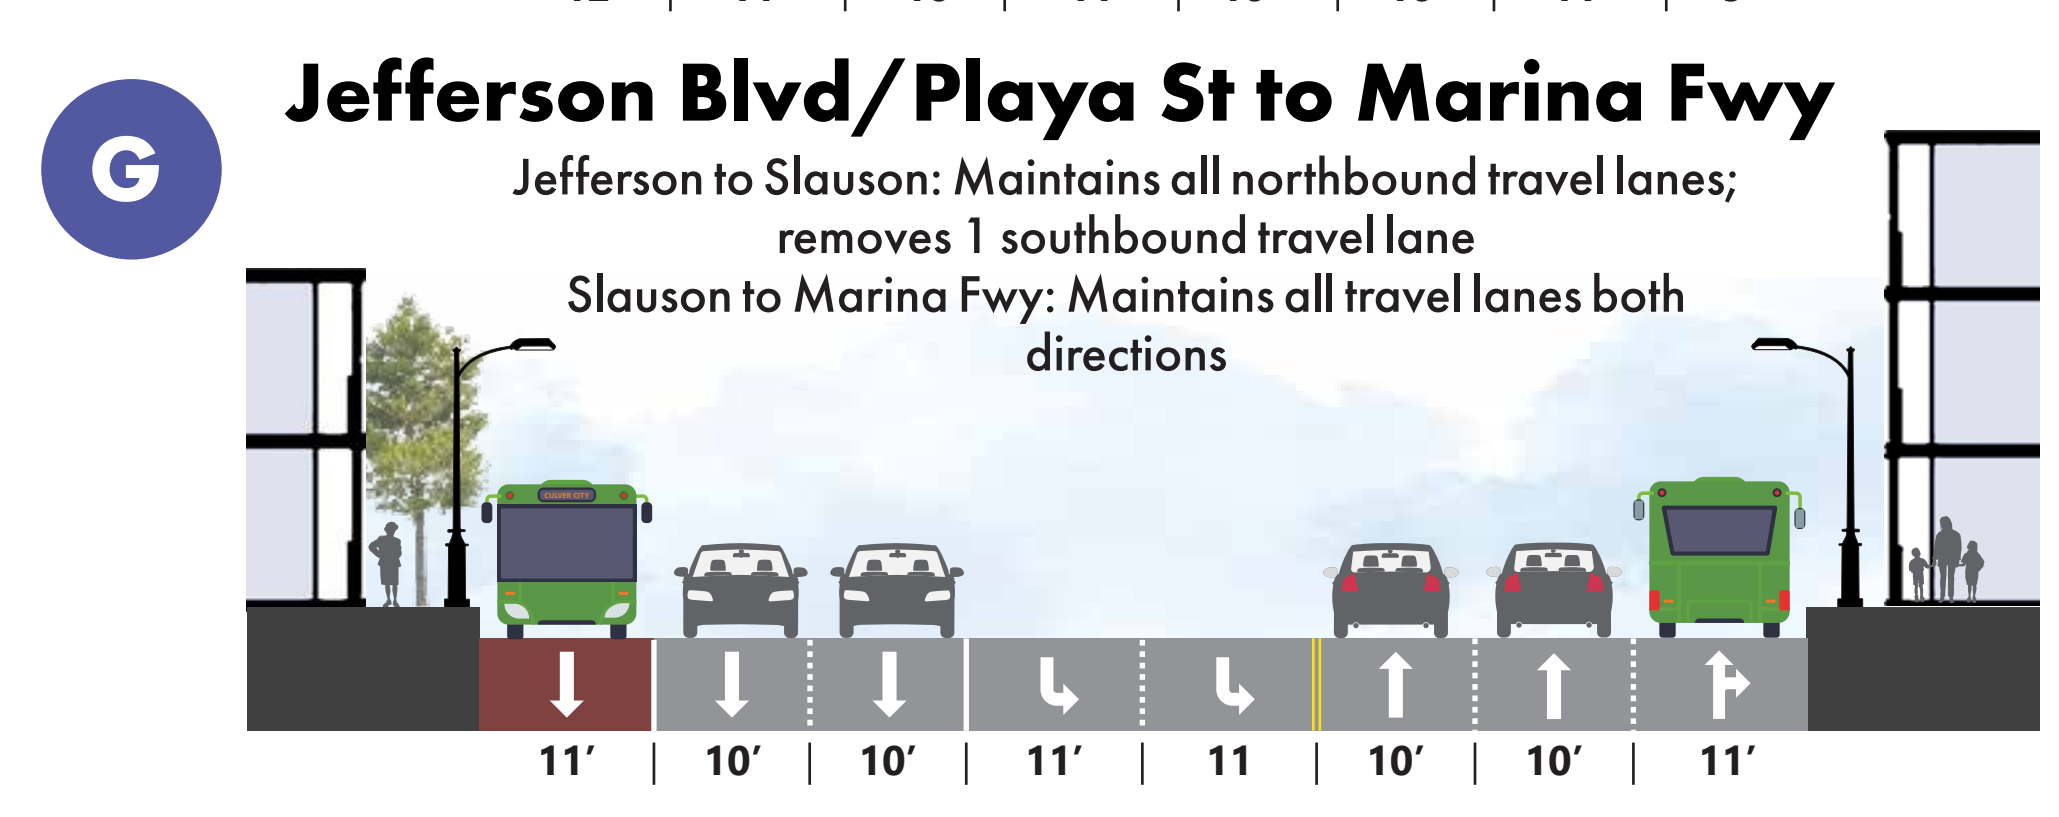 Jefferson Blvd/Playa St to Marina Fwy
G
Jefferson to Slauson: Maintains all northbound travel lanes;
removes 1 southbound travel lane
Slauson to Marina Fwy: Maintains all travel lanes both
directions
CULVER CITY
11’ | 10’ | 10’ | 11’ | 11 | 10’ | 10’ | 11’